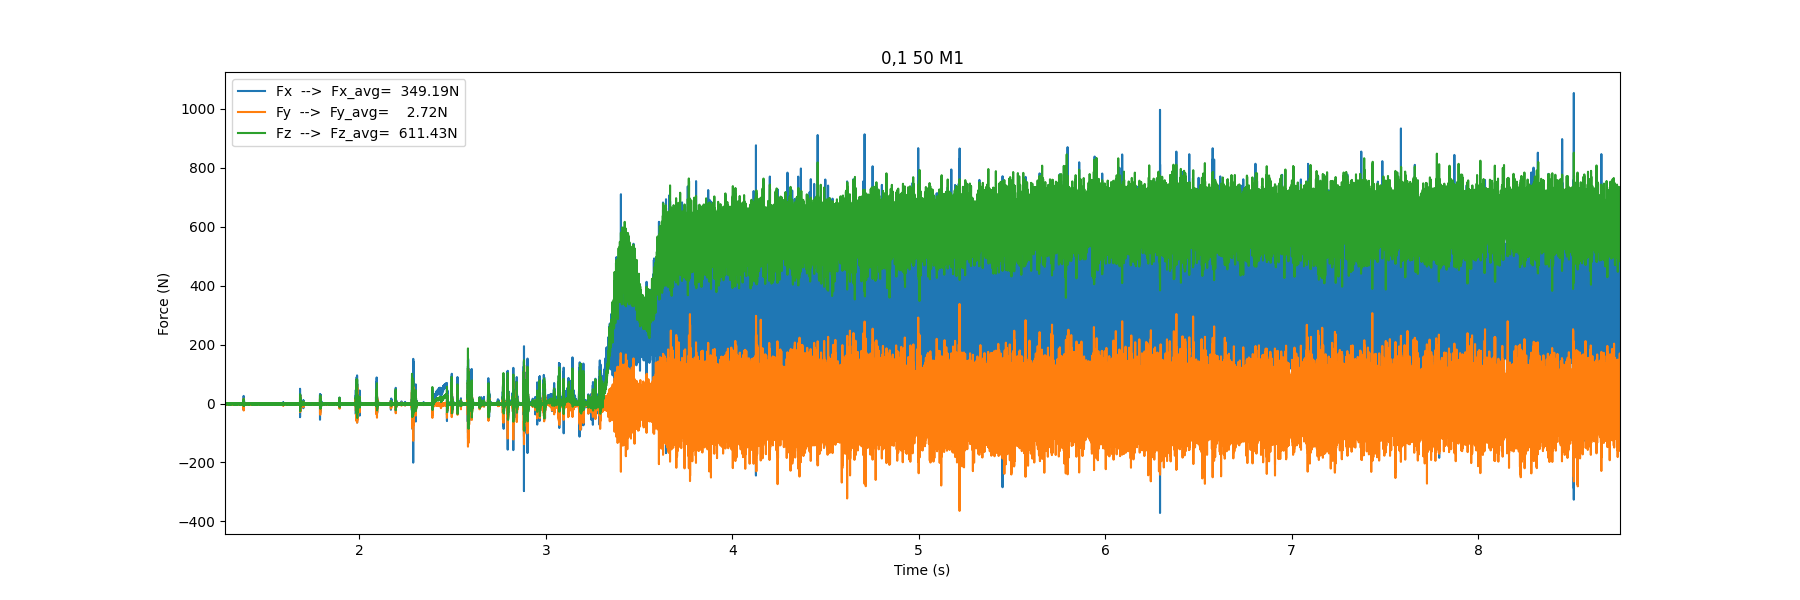 0,1 50 M1
Fx --> Fx_avg= 349.19N
Fy --> Fy_avg= 2.72N
Fz --> Fz_avg= 611.43N
1000
800
600
400
200
0
−200
−400
Force (N)
2 3 4 5 6 7 8
Time (s)